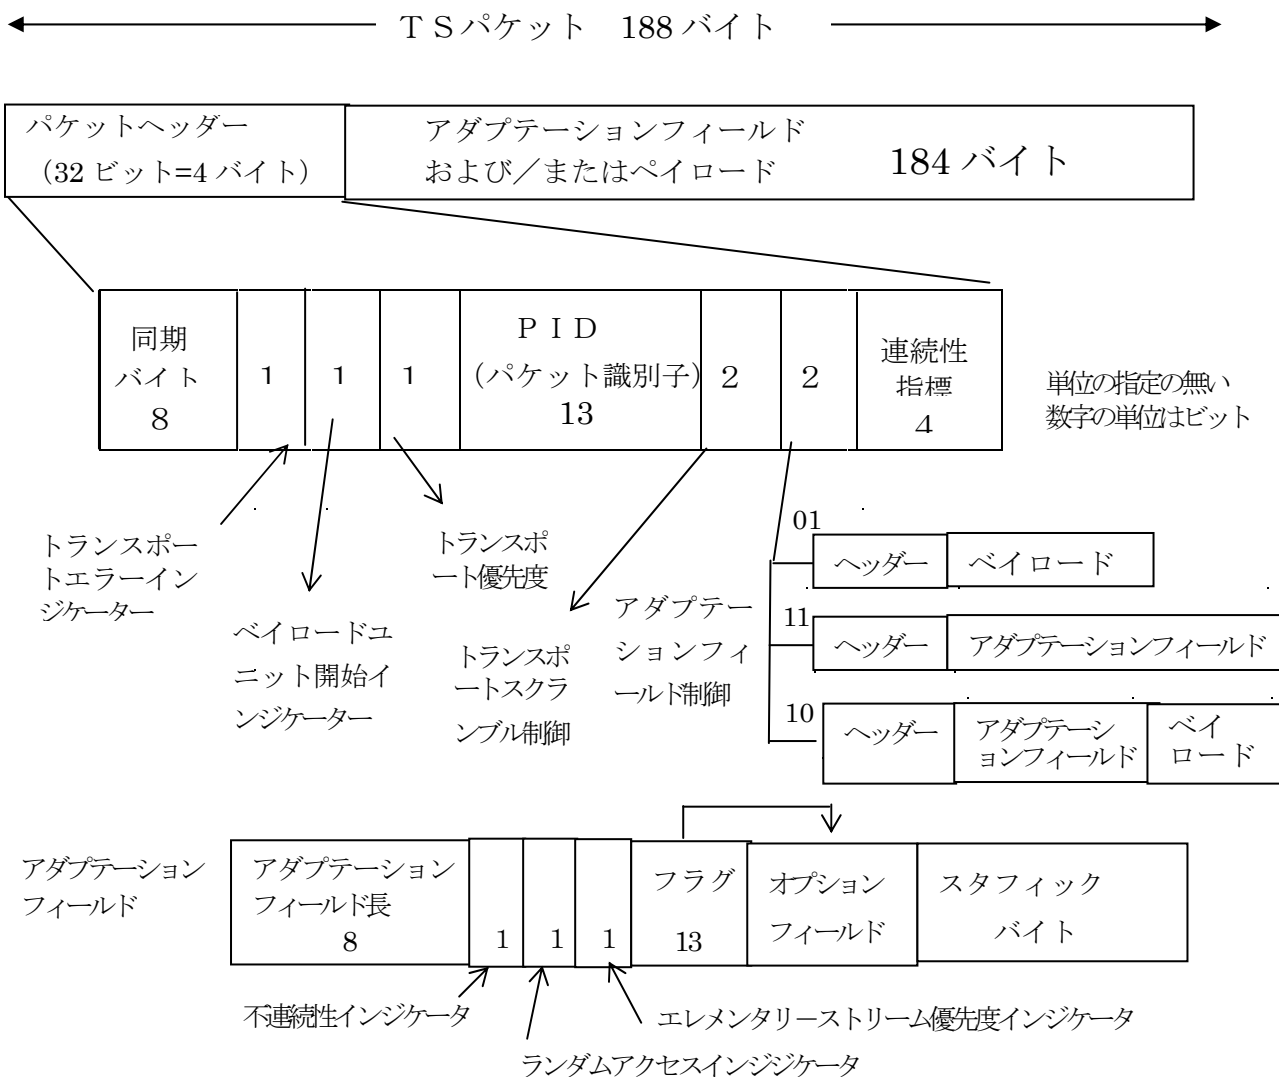 ＴＳパケット　188 バイト
パケットヘッダー
（32 ビット=4 バイト）
アダプテーションフィールド
および／またはペイロード
184 バイト
同期
バイト
8
1
1
1
ＰＩＤ
（パケット識別子）
13
2
2
連続性
指標
4
単位の指定の無い
数字の単位はビット
トランスポー
トエラーイン
ジケーター
ベイロードユ
ニット開始イ
ンジケーター
トランスポ
ート優先度
トランスポ
ートスクラ
ンブル制御
アダプテー
ションフィ
ールド制御
01
ヘッダー
ベイロード
11
ヘッダー
アダプテーションフィールド
10
ヘッダー
アダプテーシ
ョンフィールド
ベイ
ロード
アダプテーション
フィールド
アダプテーション
フィールド長
8
1
1
1
フラグ
13
オプション
フィールド
スタフィック
バイト
不連続性インジケータ
エレメンタリーストリーム優先度インジケータ
ランダムアクセスインジジケータ